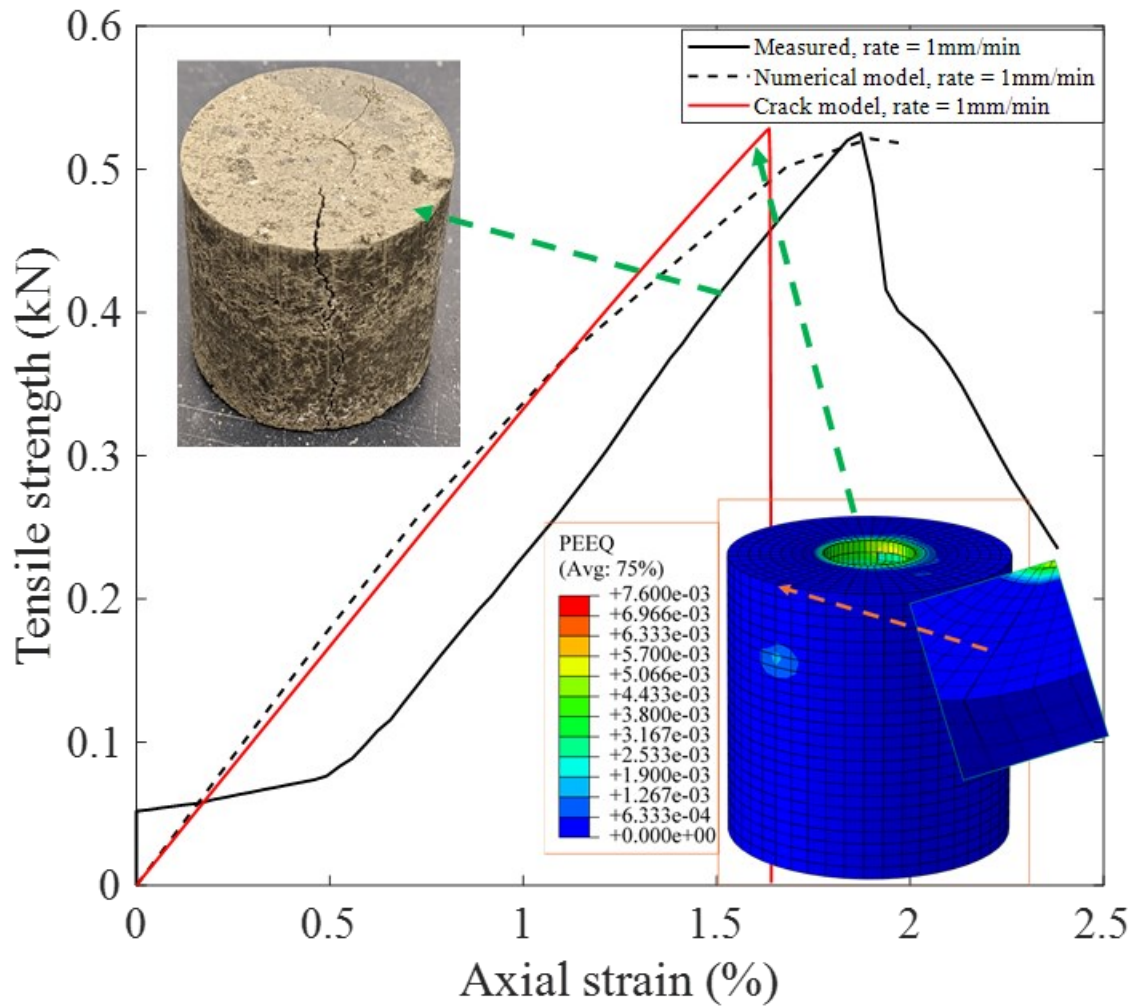 0.6
0.5
0.4
0.3
0.2
0.1
0
Tensile strength (kN)
Measured, rate = 1mm/min
Numerical model, rate = 1mm/min
Crack model, rate = 1mm/min
PEEQ
(Avg: 75%)
+7.600e-03
+6.966e-03
+6.333e-03
+5.700e-03
+5.066e-03
+4.433e-03
+3.800e-03
+3.167e-03
+2.533e-03
+1.900e-03
+1.267e-03
+6.333e-04
+0.000e+00
0
0.5
1
1.5
2
2.5
Axial strain (%)